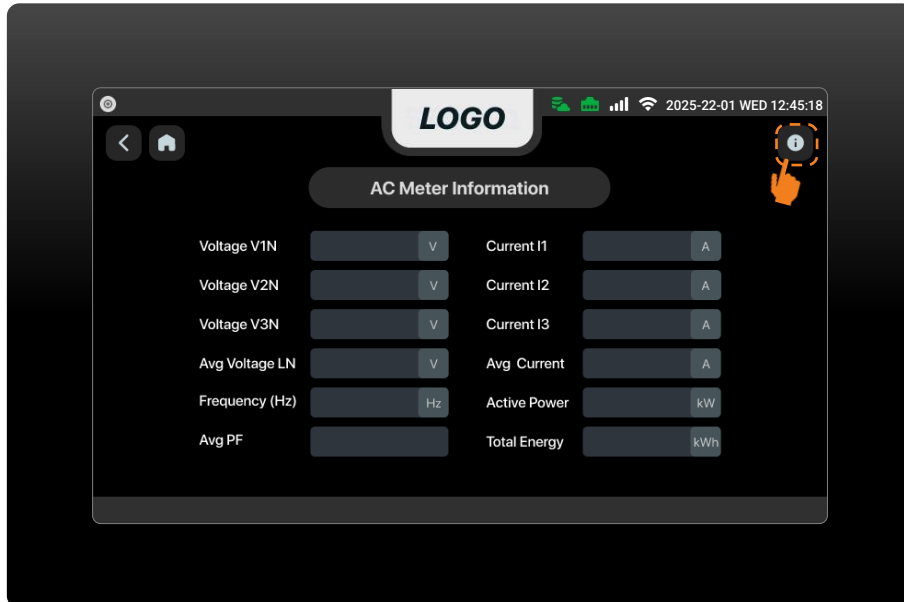 LOGO
2025-22-01 WED 12:45:18
AC Meter Information
Voltage V1N V
Current I1 A
Voltage V2N V
Current I2 A
Voltage V3N V
Current I3 A
Avg Voltage LN V
Avg Current A
Frequency (Hz) Hz
Active Power kW
Avg PF
Total Energy kWh